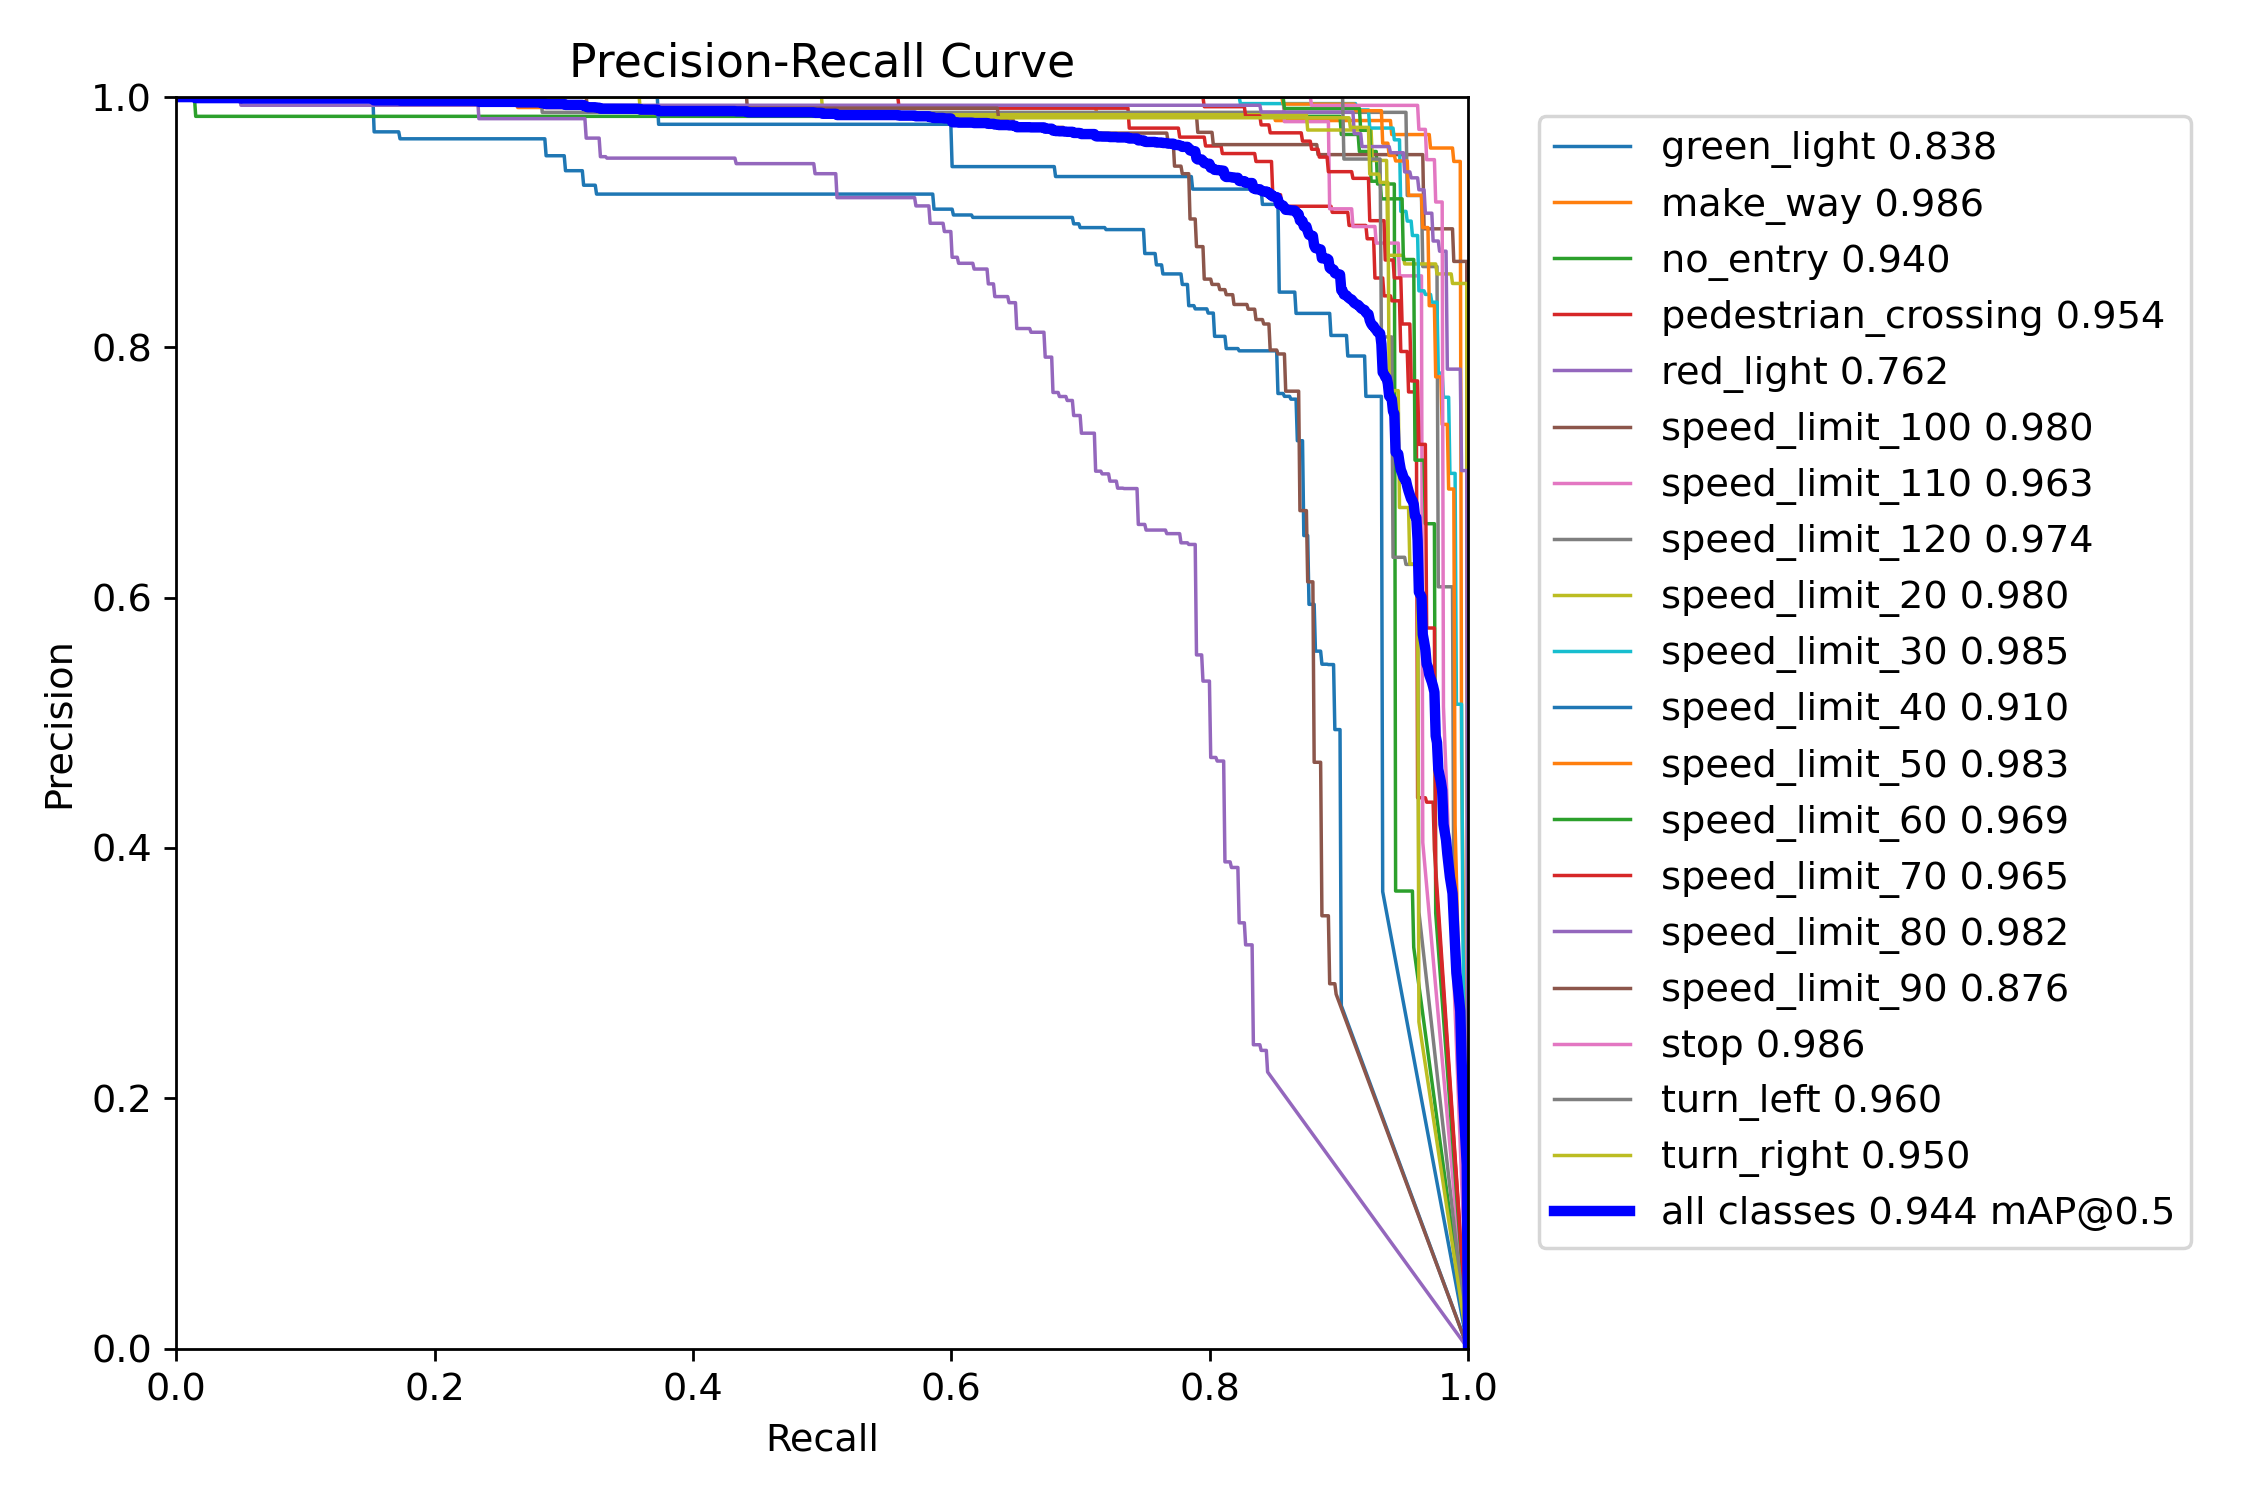 Precision-Recall Curve
1.0
0.8
0.6
0.4
0.2
0.0
Precision
0.0 0.2 0.4 0.6 0.8 1.0
Recall
green_light 0.838
make_way 0.986
no_entry 0.940
pedestrian_crossing 0.954
red_light 0.762
speed_limit_100 0.980
speed_limit_110 0.963
speed_limit_120 0.974
speed_limit_20 0.980
speed_limit_30 0.985
speed_limit_40 0.910
speed_limit_50 0.983
speed_limit_60 0.969
speed_limit_70 0.965
speed_limit_80 0.982
speed_limit_90 0.876
stop 0.986
turn_left 0.960
turn_right 0.950
all classes 0.944 mAP@0.5